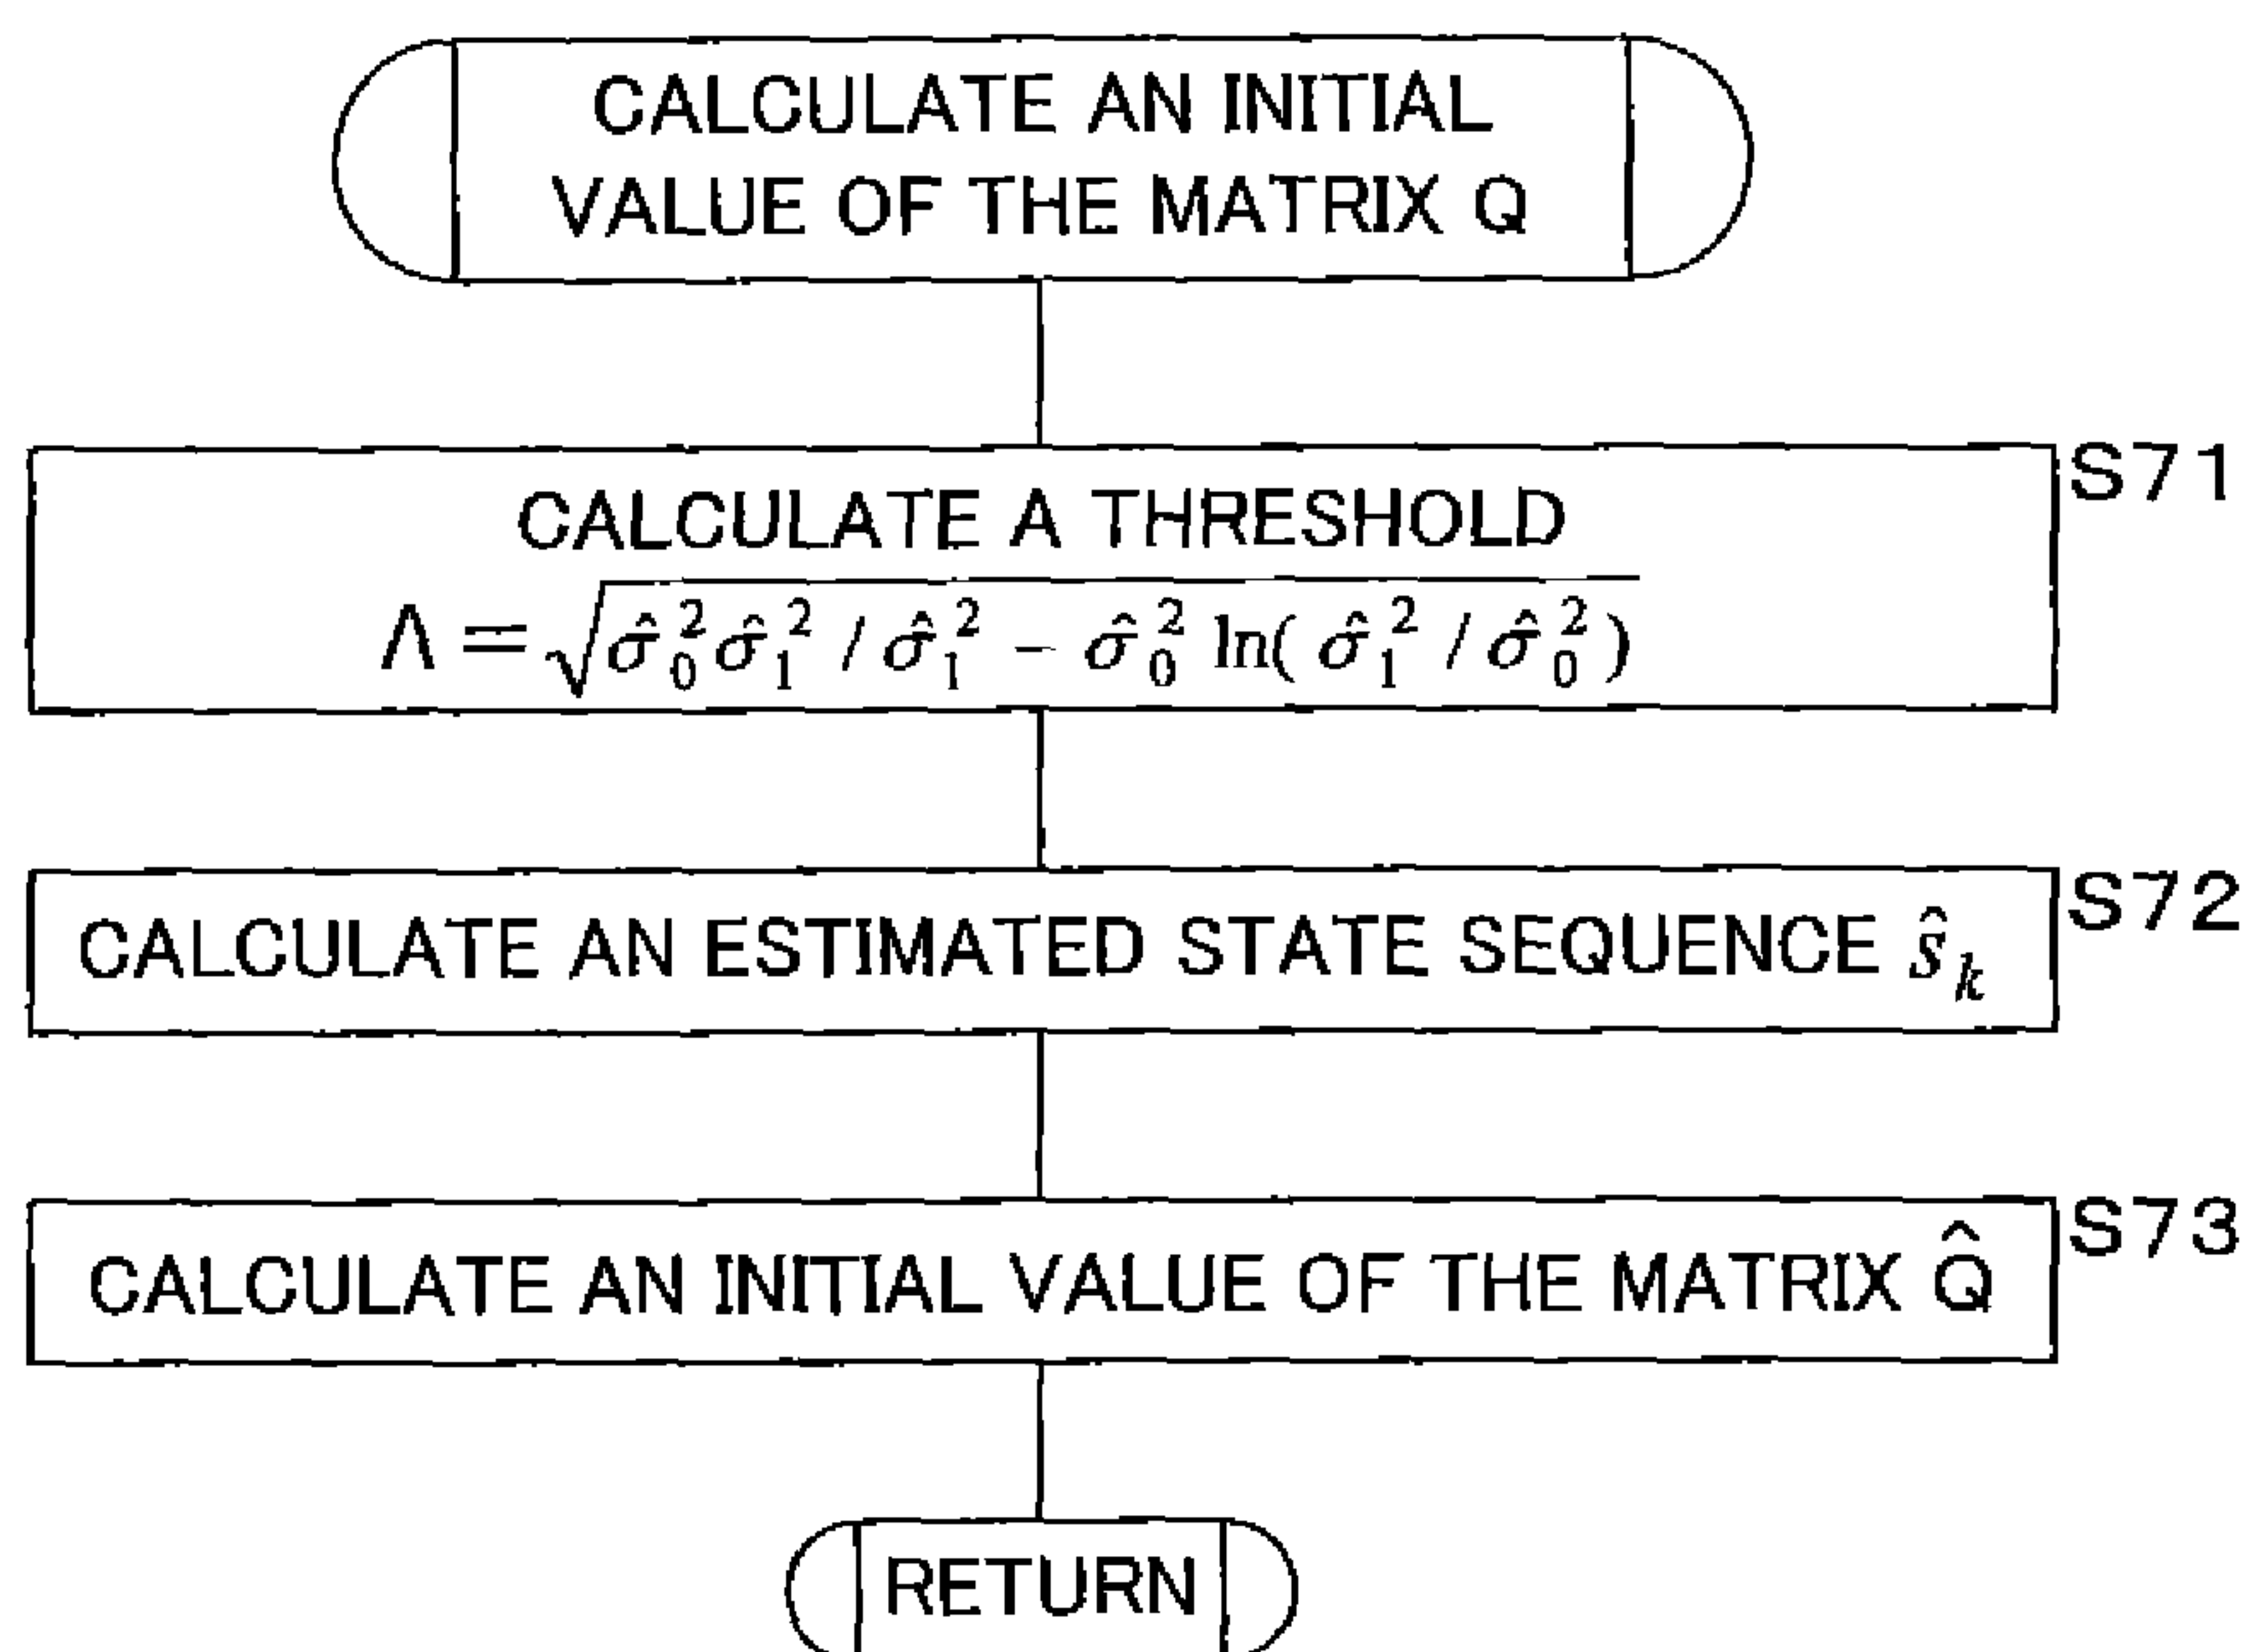 CALCULATE AN INITIAL
VALUE OF THE MATRIX Q
S71
CALCULATE A THRESHOLD
Λ = √σ̂₀² σ̂₁² / σ̂₁² − σ̂₀² ln( σ̂₁² / σ̂₀² )
S72
CALCULATE AN ESTIMATED STATE SEQUENCE ŝₖ
S73
CALCULATE AN INITIAL VALUE OF THE MATRIX Q̂
RETURN